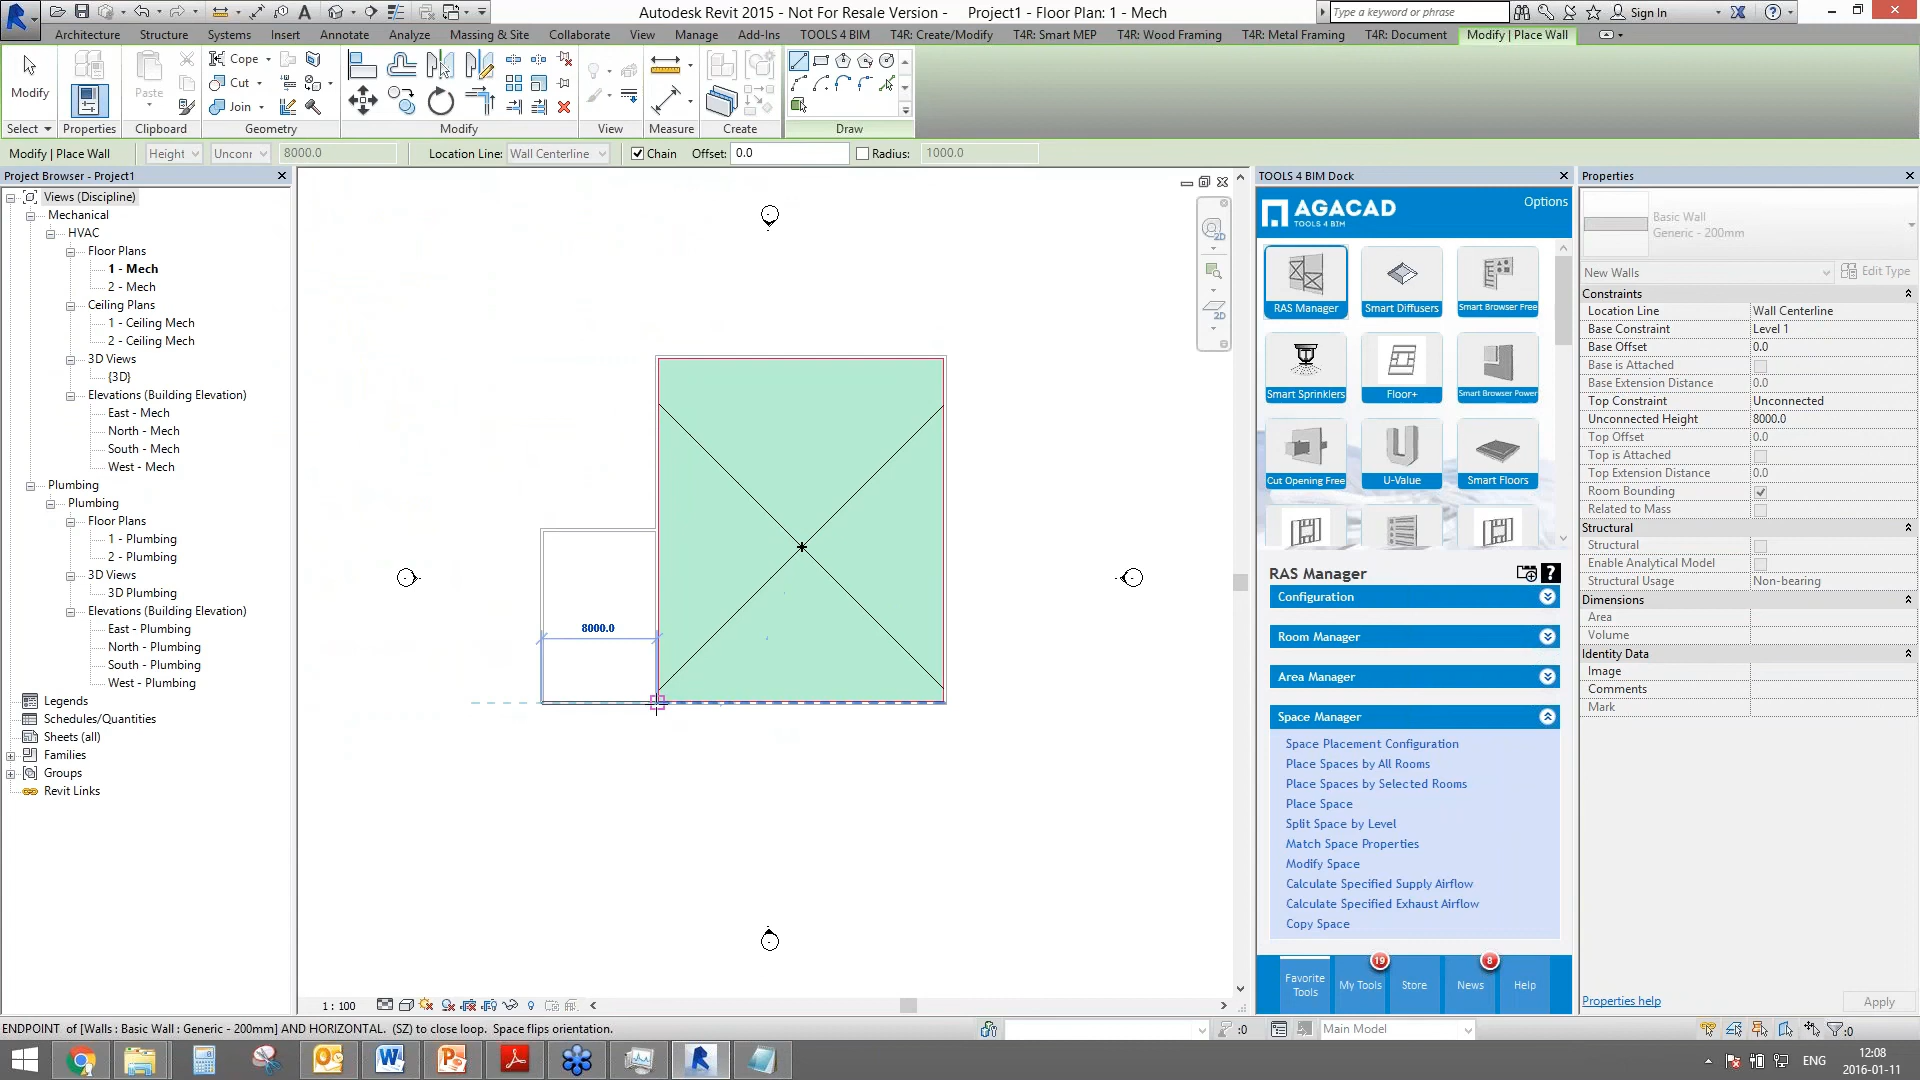 Autodesk Revit 2015 - Not For Resale Version - Project1 - Floor Plan: 1 - Mech
Type a keyword or phrase
Sign In
Architecture Structure Systems Insert Annotate Analyze Massing & Site Collaborate View Manage Add-Ins TOOLS 4 BIM T4R: Create/Modify T4R: Smart MEP T4R: Wood Framing T4R: Metal Framing T4R: Document Modify | Place Wall
Modify
Paste
Cope
Cut
Join
Select Properties Clipboard Geometry Modify View Measure Create Draw
Modify | Place Wall Height Unconr 8000.0 Location Line: Wall Centerline Chain Offset: 0.0 Radius: 1000.0
Project Browser - Project1
Views (Discipline)
Mechanical
HVAC
Floor Plans
1 - Mech
2 - Mech
Ceiling Plans
1 - Ceiling Mech
2 - Ceiling Mech
3D Views
{3D}
Elevations (Building Elevation)
East - Mech
North - Mech
South - Mech
West - Mech
Plumbing
Plumbing
Floor Plans
1 - Plumbing
2 - Plumbing
3D Views
3D Plumbing
Elevations (Building Elevation)
East - Plumbing
North - Plumbing
South - Plumbing
West - Plumbing
Legends
Schedules/Quantities
Sheets (all)
Families
Groups
Revit Links
8000.0
2D
2D
1 : 100
TOOLS 4 BIM Dock
Options
AGACAD
TOOLS 4 BIM
RAS Manager Smart Diffusers Smart Browser Free
Smart Sprinklers Floor+ Smart Browser Power
Cut Opening Free U-Value Smart Floors
RAS Manager
Configuration
Room Manager
Area Manager
Space Manager
Space Placement Configuration
Place Spaces by All Rooms
Place Spaces by Selected Rooms
Place Space
Split Space by Level
Match Space Properties
Modify Space
Calculate Specified Supply Airflow
Calculate Specified Exhaust Airflow
Copy Space
19 8
Favorite Tools My Tools Store News Help
Properties
Basic Wall
Generic - 200mm
New Walls Edit Type
Constraints
Location Line Wall Centerline
Base Constraint Level 1
Base Offset 0.0
Base is Attached
Base Extension Distance 0.0
Top Constraint Unconnected
Unconnected Height 8000.0
Top Offset 0.0
Top is Attached
Top Extension Distance 0.0
Room Bounding
Related to Mass
Structural
Structural
Enable Analytical Model
Structural Usage Non-bearing
Dimensions
Area
Volume
Identity Data
Image
Comments
Mark
Properties help Apply
ENDPOINT of [Walls : Basic Wall : Generic - 200mm] AND HORIZONTAL. (SZ) to close loop. Space flips orientation.
:0 Main Model :0
ENG 12:08
2016-01-11